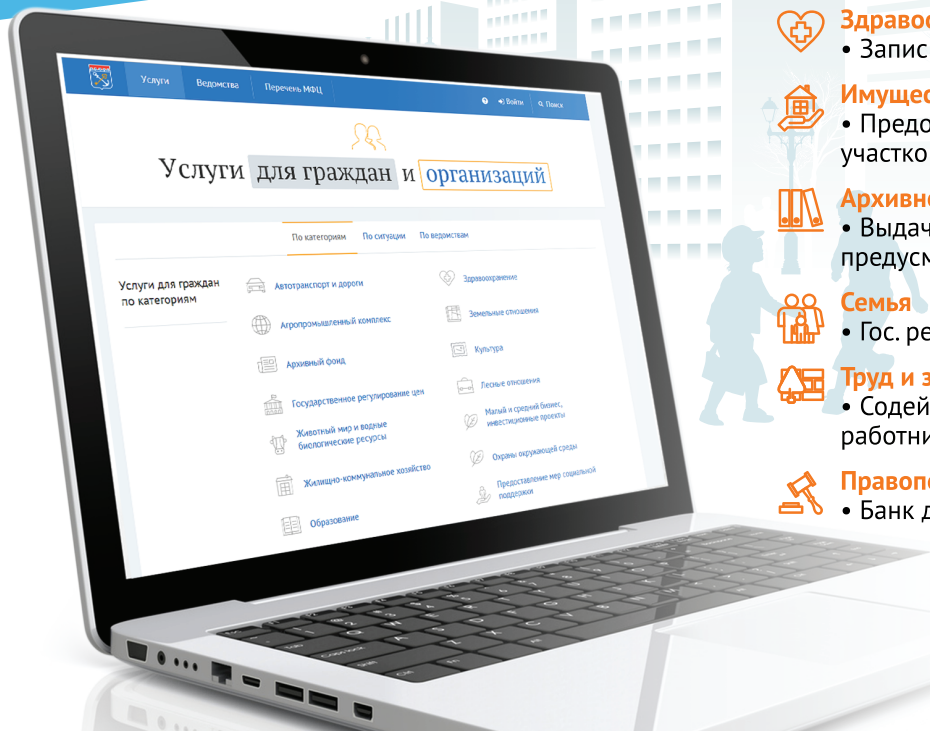 Услуги
Ведомства
Перечень МФЦ
Войти
Поиск
Услуги для граждан и организаций
По категориям
По ситуации
По ведомствам
Услуги для граждан
по категориям
Автотранспорт и дороги
Агропромышленный комплекс
Архивный фонд
Государственное регулирование цен
Животный мир и водные
биологические ресурсы
Жилищно-коммунальное хозяйство
Образование
Здравоохранение
Земельные отношения
Культура
Лесные отношения
Малый и средний бизнес,
инвестиционные проекты
Охраны окружающей среды
Предоставление мер социальной
поддержки
Здравоо
• Запис
Имущес
• Предо
участко
Архивно
• Выдач
предусм
Семья
• Гос. ре
Труд и з
• Содей
работни
Правопо
• Банк д